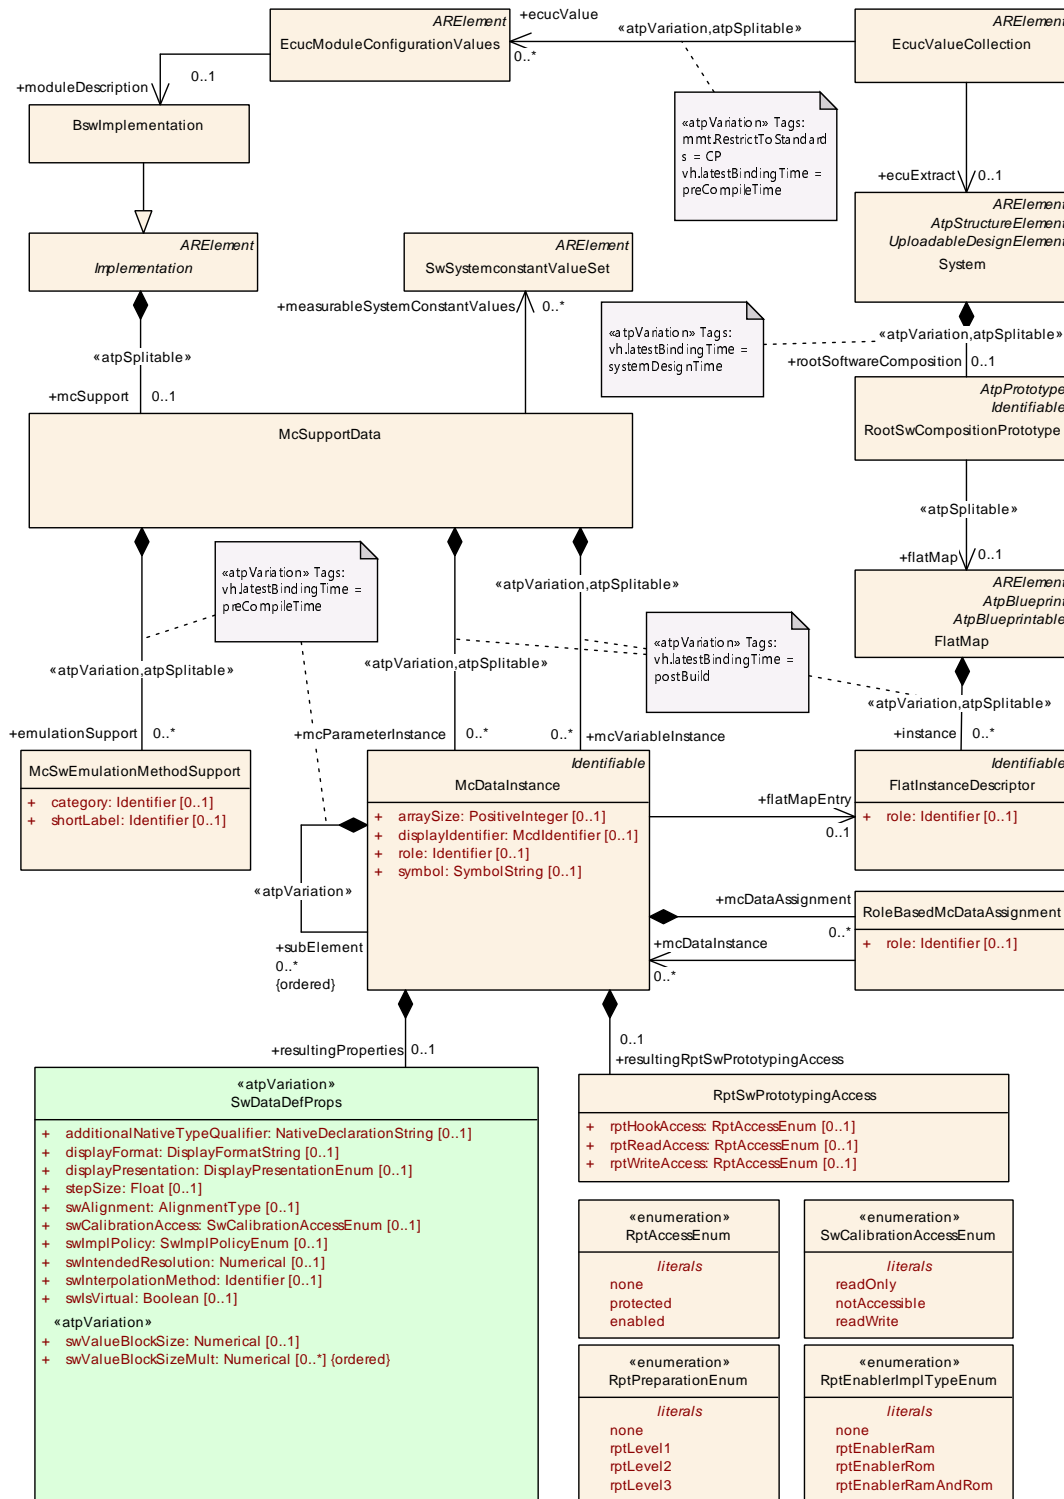 ARElement
EcucModuleConfigurationValues
+ecucValue
0..*
«atpVariation,atpSplitable»
ARElement
EcucValueCollection
+moduleDescription
0..1
BswImplementation
«atpVariation» Tags:
mmt.RestrictToStandard
s = CP
vh.latestBindingTime =
preCompileTime
+ecuExtract
0..1
ARElement
AtpStructureElement
UploadableDesignElement
System
ARElement
Implementation
ARElement
SwSystemconstantValueSet
+measurableSystemConstantValues
0..*
«atpVariation» Tags:
vh.latestBindingTime =
systemDesignTime
«atpVariation,atpSplitable»
+rootSoftwareComposition
0..1
«atpSplitable»
+mcSupport
0..1
AtpPrototype
Identifiable
RootSwCompositionPrototype
McSupportData
«atpSplitable»
+flatMap
0..1
«atpVariation» Tags:
vh.latestBindingTime =
preCompileTime
«atpVariation,atpSplitable»
ARElement
AtpBlueprint
AtpBlueprintable
FlatMap
«atpVariation» Tags:
vh.latestBindingTime =
postBuild
«atpVariation,atpSplitable»
«atpVariation,atpSplitable»
«atpVariation,atpSplitable»
+emulationSupport
0..*
+mcParameterInstance
0..*
0..*
+mcVariableInstance
+instance
0..*
McSwEmulationMethodSupport
+ category: Identifier [0..1]
+ shortLabel: Identifier [0..1]
Identifiable
McDataInstance
+ arraySize: PositiveInteger [0..1]
+ displayIdentifier: McdIdentifier [0..1]
+ role: Identifier [0..1]
+ symbol: SymbolString [0..1]
+flatMapEntry
0..1
Identifiable
FlatInstanceDescriptor
+ role: Identifier [0..1]
«atpVariation»
+subElement
0..*
{ordered}
+mcDataAssignment
0..*
+mcDataInstance
0..*
RoleBasedMcDataAssignment
+ role: Identifier [0..1]
+resultingProperties
0..1
0..1
+resultingRptSwPrototypingAccess
«atpVariation»
SwDataDefProps
+ additionalNativeTypeQualifier: NativeDeclarationString [0..1]
+ displayFormat: DisplayFormatString [0..1]
+ displayPresentation: DisplayPresentationEnum [0..1]
+ stepSize: Float [0..1]
+ swAlignment: AlignmentType [0..1]
+ swCalibrationAccess: SwCalibrationAccessEnum [0..1]
+ swImplPolicy: SwImplPolicyEnum [0..1]
+ swIntendedResolution: Numerical [0..1]
+ swInterpolationMethod: Identifier [0..1]
+ swIsVirtual: Boolean [0..1]
«atpVariation»
+ swValueBlockSize: Numerical [0..1]
+ swValueBlockSizeMult: Numerical [0..*] {ordered}
RptSwPrototypingAccess
+ rptHookAccess: RptAccessEnum [0..1]
+ rptReadAccess: RptAccessEnum [0..1]
+ rptWriteAccess: RptAccessEnum [0..1]
«enumeration»
RptAccessEnum
literals
none
protected
enabled
«enumeration»
SwCalibrationAccessEnum
literals
readOnly
notAccessible
readWrite
«enumeration»
RptPreparationEnum
literals
none
rptLevel1
rptLevel2
rptLevel3
«enumeration»
RptEnablerImplTypeEnum
literals
none
rptEnablerRam
rptEnablerRom
rptEnablerRamAndRom